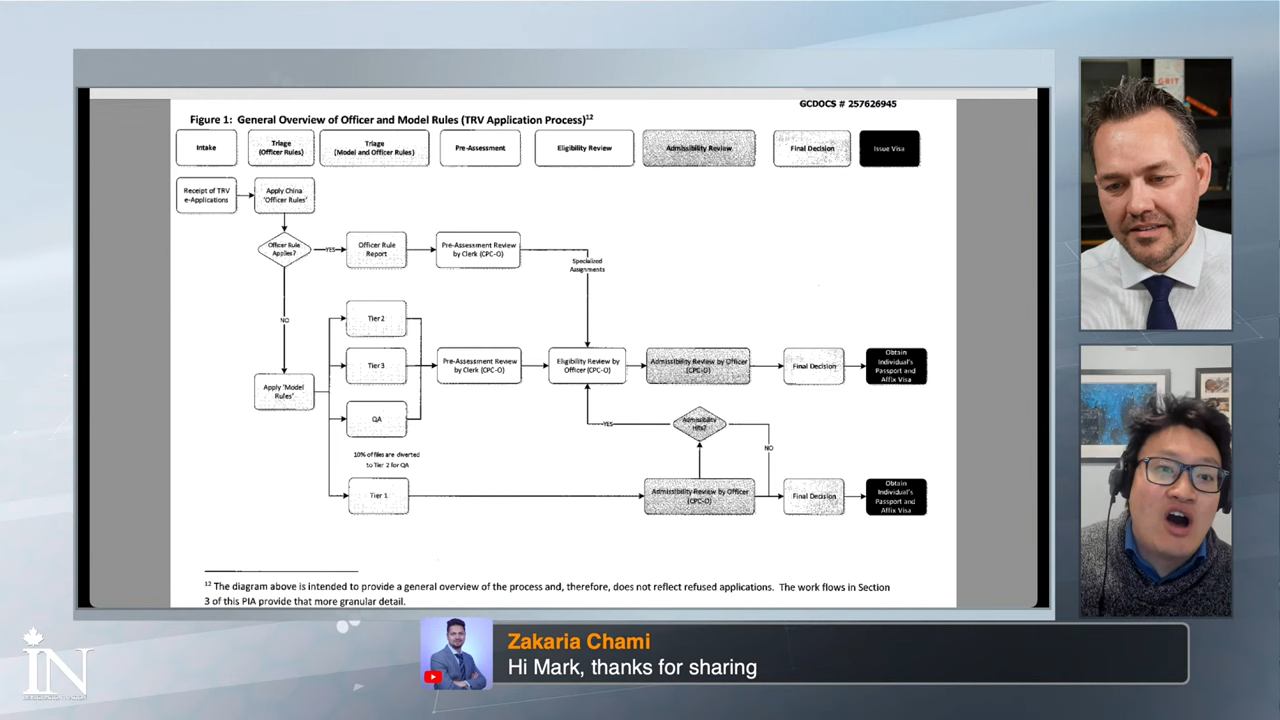 GCDOCS # 257626945
Figure 1: General Overview of Officer and Model Rules (TRV Application Process)12
Intake
Triage
(Officer Rules)
Triage
(Model and Officer Rules)
Pre-Assessment
Eligibility Review
Admissibility Review
Final Decision
Issue Visa
Receipt of TRV
e-Applications
Apply China
'Officer Rules'
Officer Rule
Applies?
YES
Officer Rule
Report
Pre-Assessment Review
by Clerk (CPC-O)
Specialized
Assignments
NO
Tier 2
Tier 3
Pre-Assessment Review
by Clerk (CPC-O)
Eligibility Review by
Officer (CPC-O)
Admissibility Review by Officer
(CPC-O)
Final Decision
Obtain
Individual's
Passport and
Affix Visa
Apply 'Model
Rules'
QA
10% of files are diverted
to Tier 2 for QA
YES
Admissibility
Hits?
NO
Tier 1
Admissibility Review by Officer
(CPC-O)
Final Decision
Obtain
Individual's
Passport and
Affix Visa
12 The diagram above is intended to provide a general overview of the process and, therefore, does not reflect refused applications. The work flows in Section
3 of this PIA provide that more granular detail.
GRIT
Zakaria Chami
Hi Mark, thanks for sharing
IN